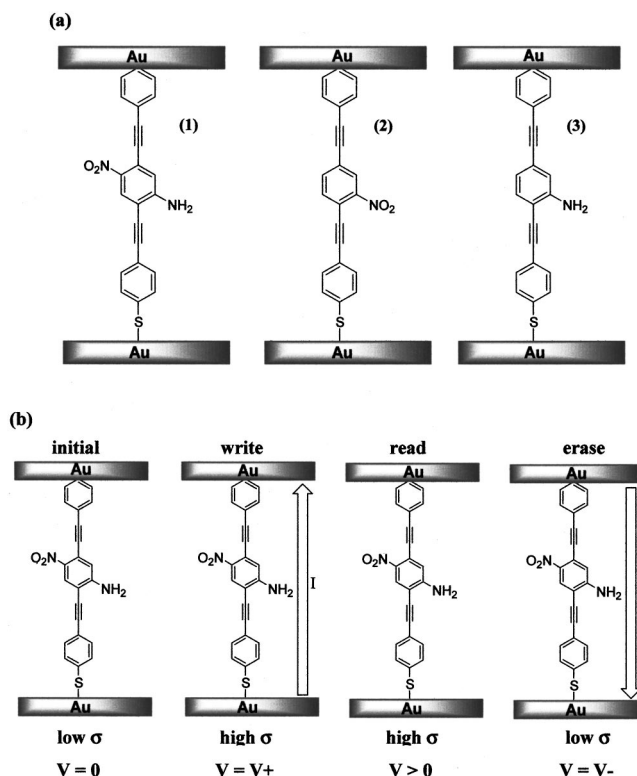 (a)
Au Au Au
(1) (2) (3)
O₂N
NH₂ NO₂ NH₂
S S S
Au Au Au
(b)
initial write read erase
Au Au Au Au
O₂N O₂N O₂N O₂N
NH₂ NH₂ NH₂ NH₂
I
S S S S
Au Au Au Au
low σ high σ high σ low σ
V = 0 V = V+ V > 0 V = V-